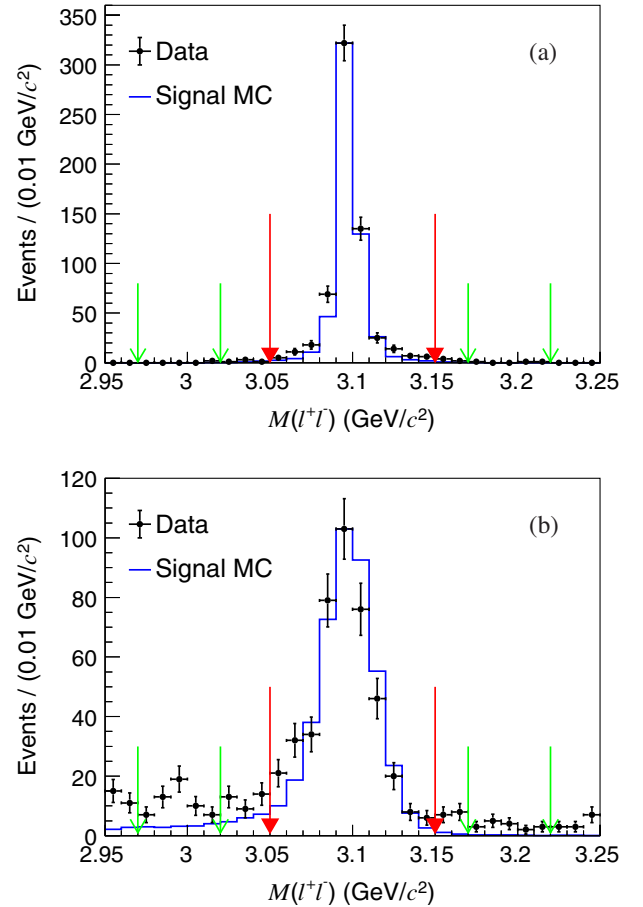 Events / (0.01 GeV/c²)
350
300
250
200
150
100
50
0
Data
Signal MC
(a)
2.95 3 3.05 3.1 3.15 3.2 3.25
M(l⁺l⁻) (GeV/c²)
Events / (0.01 GeV/c²)
120
100
80
60
40
20
0
Data
Signal MC
(b)
2.95 3 3.05 3.1 3.15 3.2 3.25
M(l⁺l⁻) (GeV/c²)